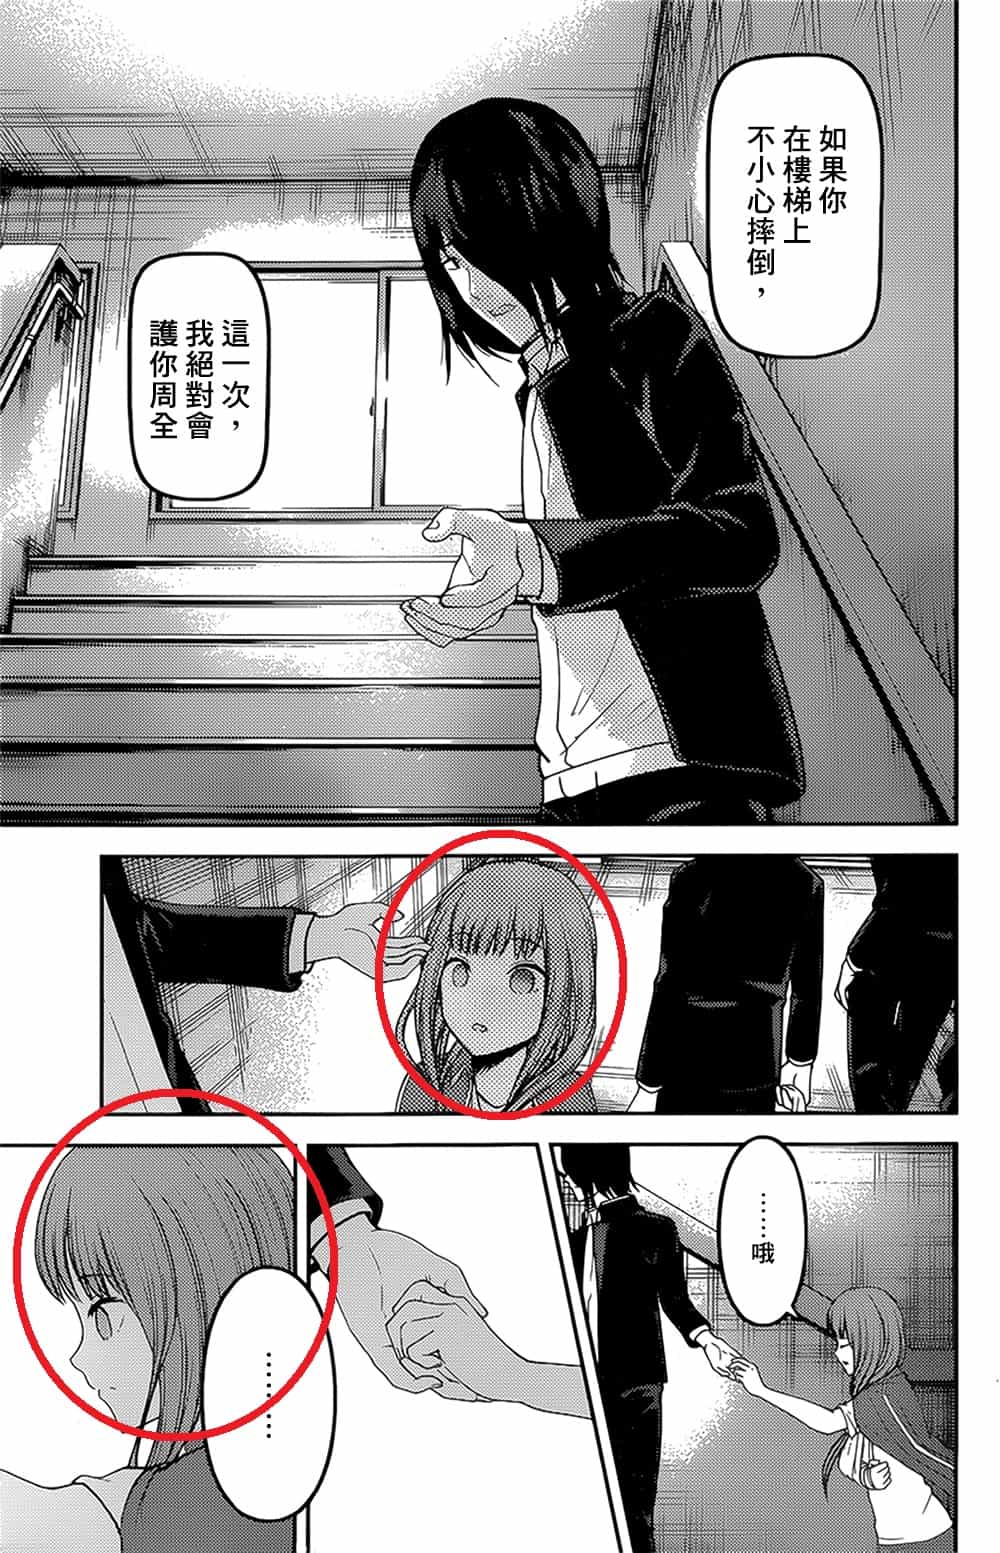 如果你
在樓梯上
不小心摔倒，
這一次，
我絕對會
護你周全
……哦
………